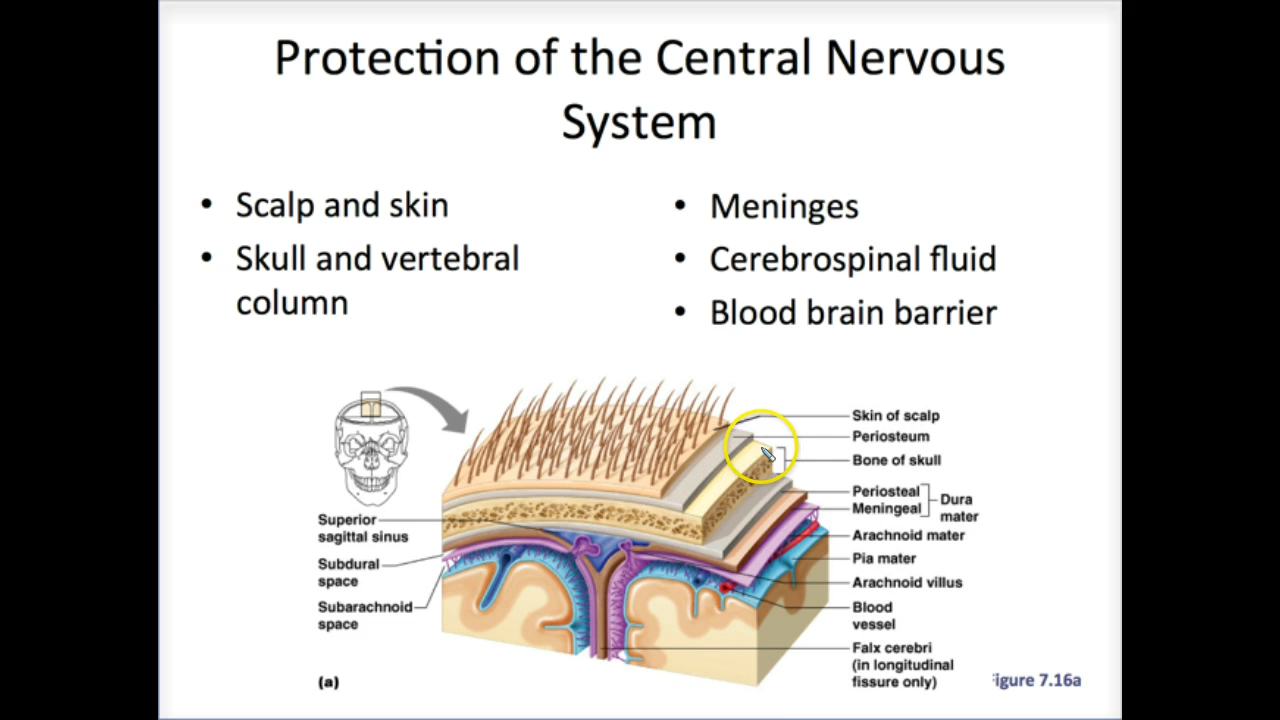 Protection of the Central Nervous
System
• Scalp and skin
• Skull and vertebral
column
• Meninges
• Cerebrospinal fluid
• Blood brain barrier
Skin of scalp
Periosteum
Bone of skull
Periosteal
Meningeal
Dura
mater
Arachnoid mater
Pia mater
Arachnoid villus
Blood
vessel
Falx cerebri
(in longitudinal
fissure only)
Superior
sagittal sinus
Subdural
space
Subarachnoid
space
(a)
Figure 7.16a